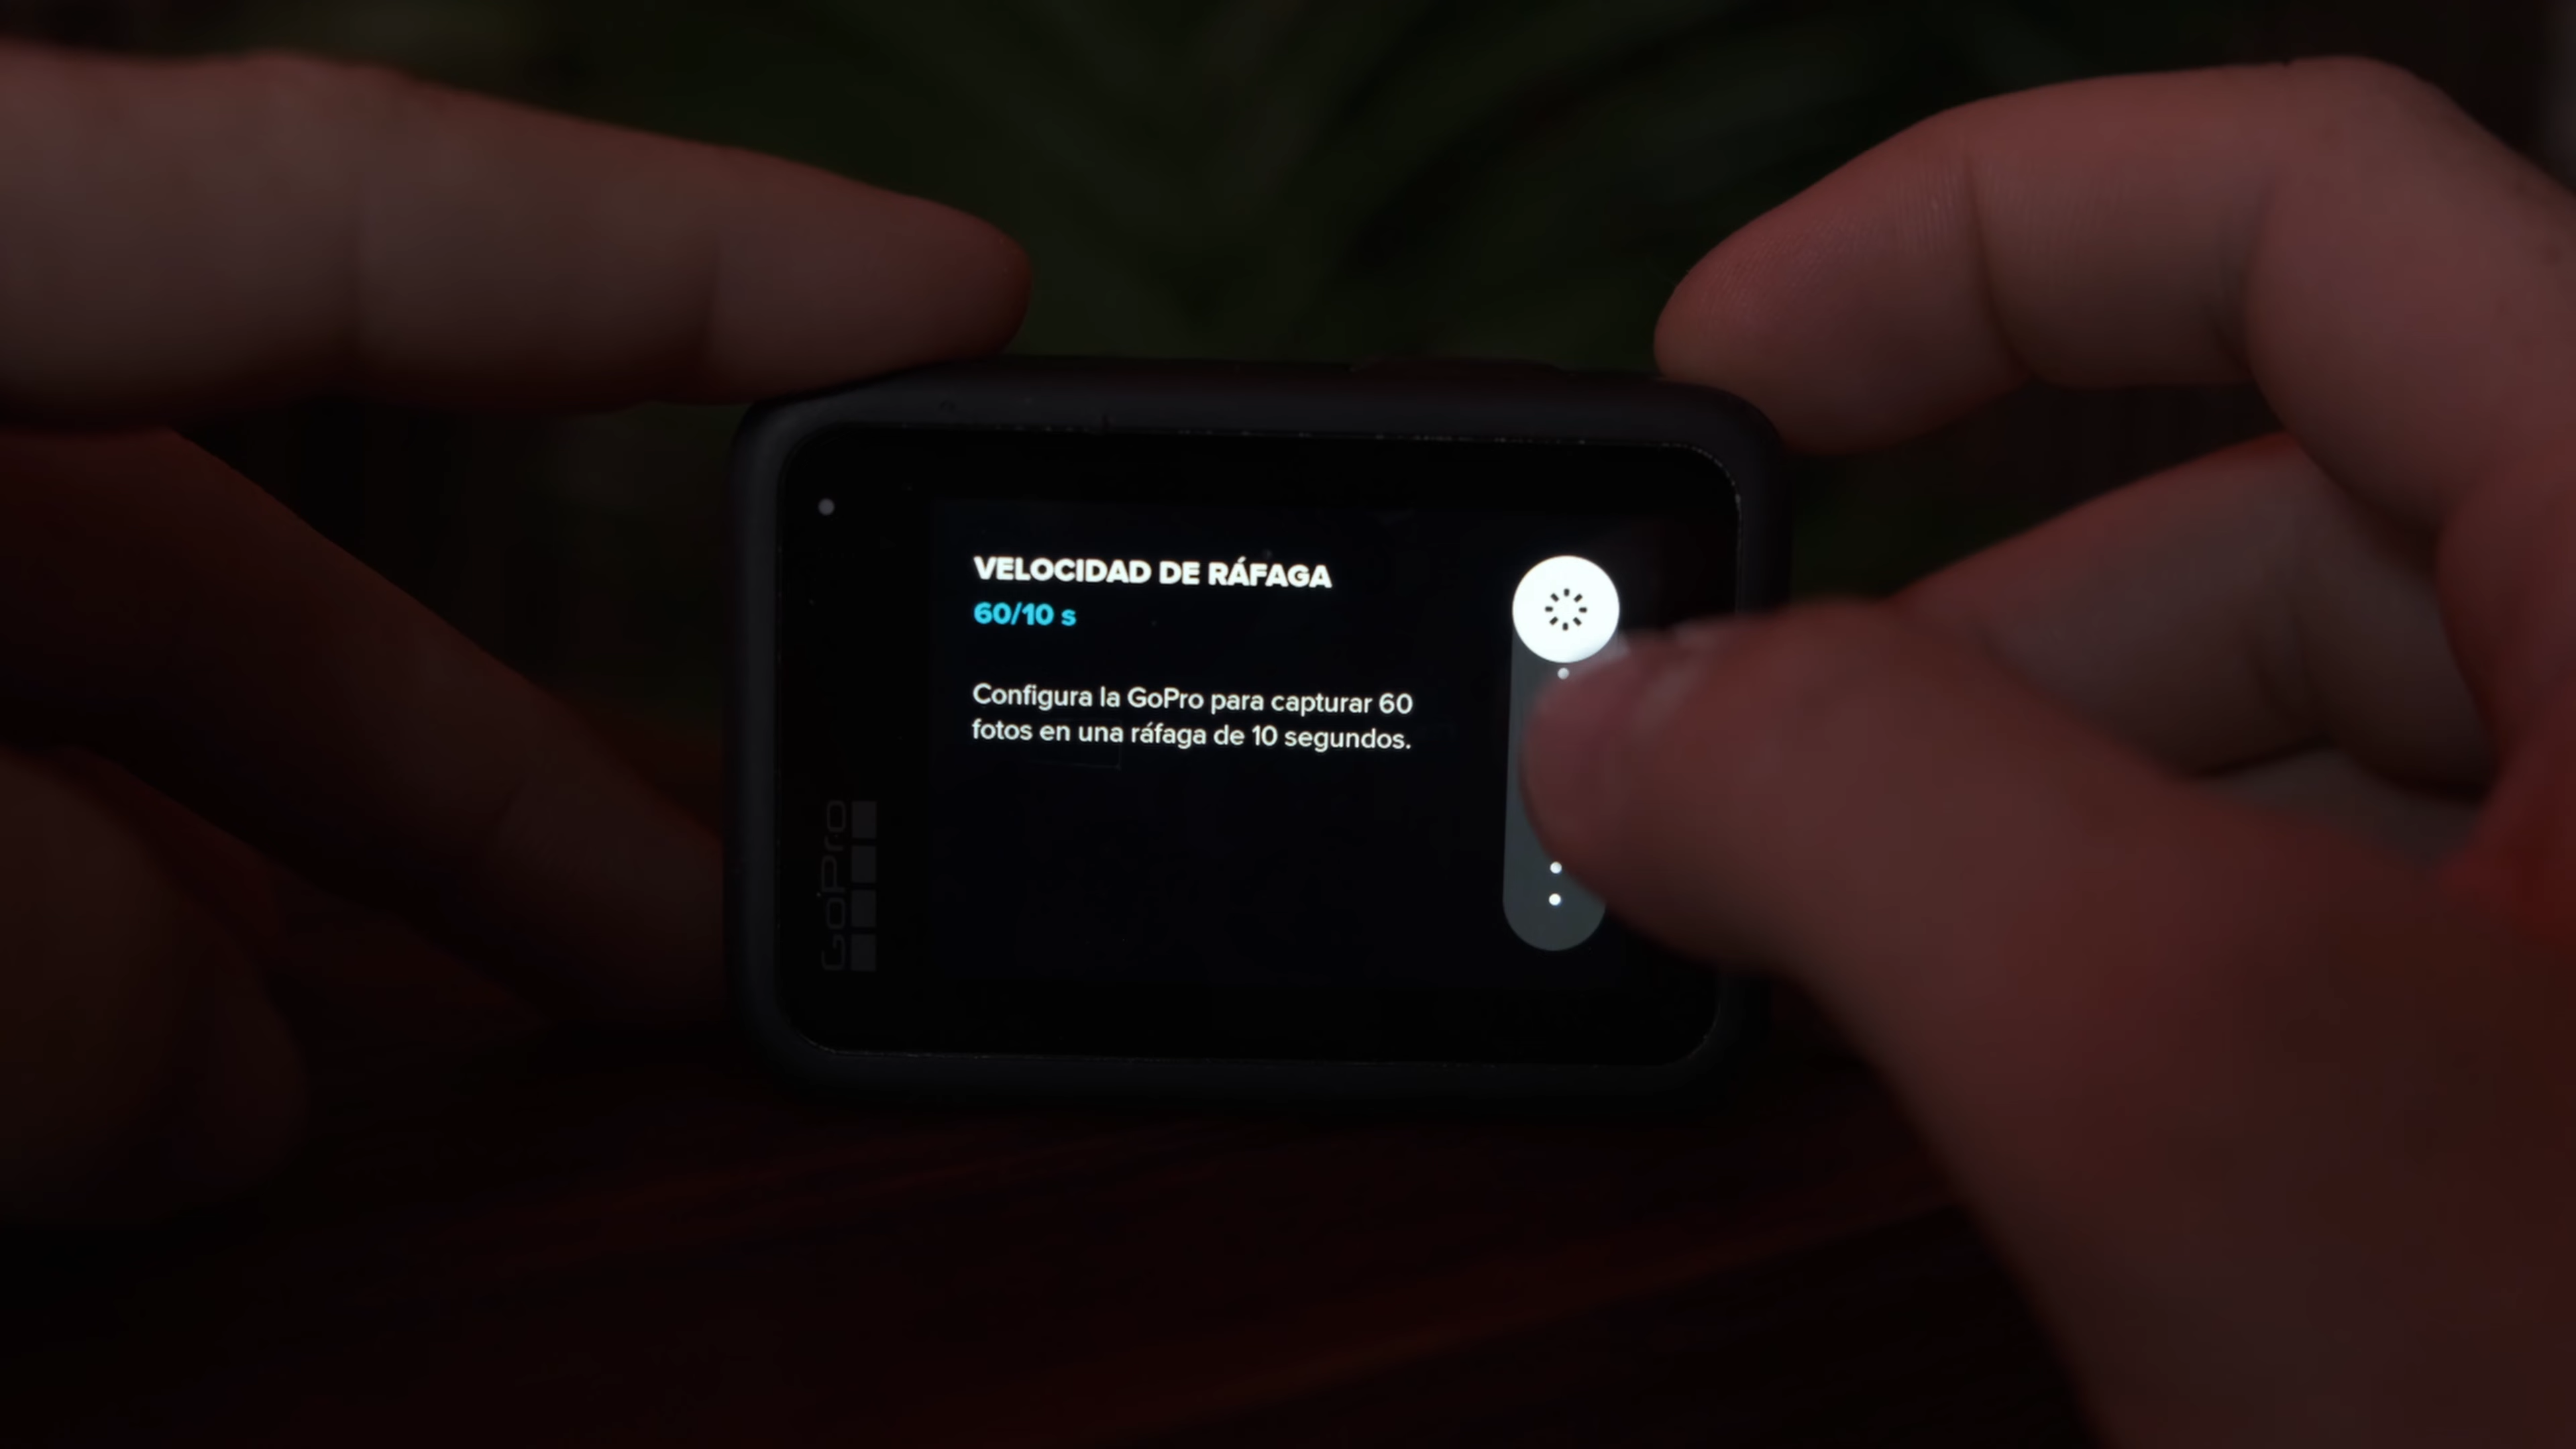 VELOCIDAD DE RÁFAGA
60/10 s
Configura la GoPro para capturar 60
fotos en una ráfaga de 10 segundos.
GoPro